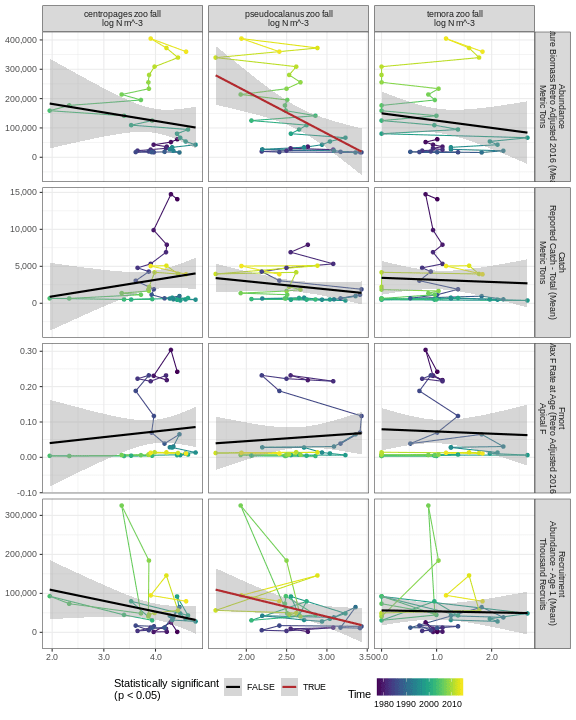 centropages zoo fall
log N m^-3
pseudocalanus zoo fall
log N m^-3
temora zoo fall
log N m^-3
400,000
300,000
200,000
100,000
0
Abundance
Biomass Retro Adjusted 2016
Metric Tons
15,000
10,000
5,000
0
Catch
Reported Catch - Total (Mean)
Metric Tons
0.30
0.20
0.10
0.00
-0.10
Fmort
F Rate at Age (Retro Adjusted 2016
Apical F
300,000
200,000
100,000
0
Recruitment
Abundance - Age 1 (Mean)
Thousand Recruits
2.0 3.0 4.0
2.00 2.50 3.00 3.50
0.0 1.0 2.0
Statistically significant
(p < 0.05)
FALSE
TRUE
Time
1980 1990 2000 2010